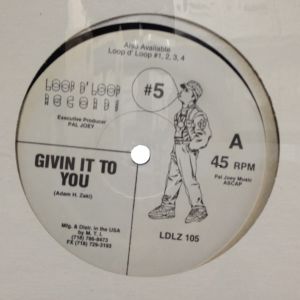 Also Available
Loop d' Loop #1, 2, 3, 4
LOOP D' LOOP
RECORDS
#5
Executive Producer
PAL JOEY
GIVIN IT TO
YOU
(Adam H. Zaki)
A
45 RPM
Pal Joey Music
ASCAP
Mfg. & Distr. in the USA
by M. T. I.
(718) 786-8473
FX (718) 729-3193
LDLZ 105